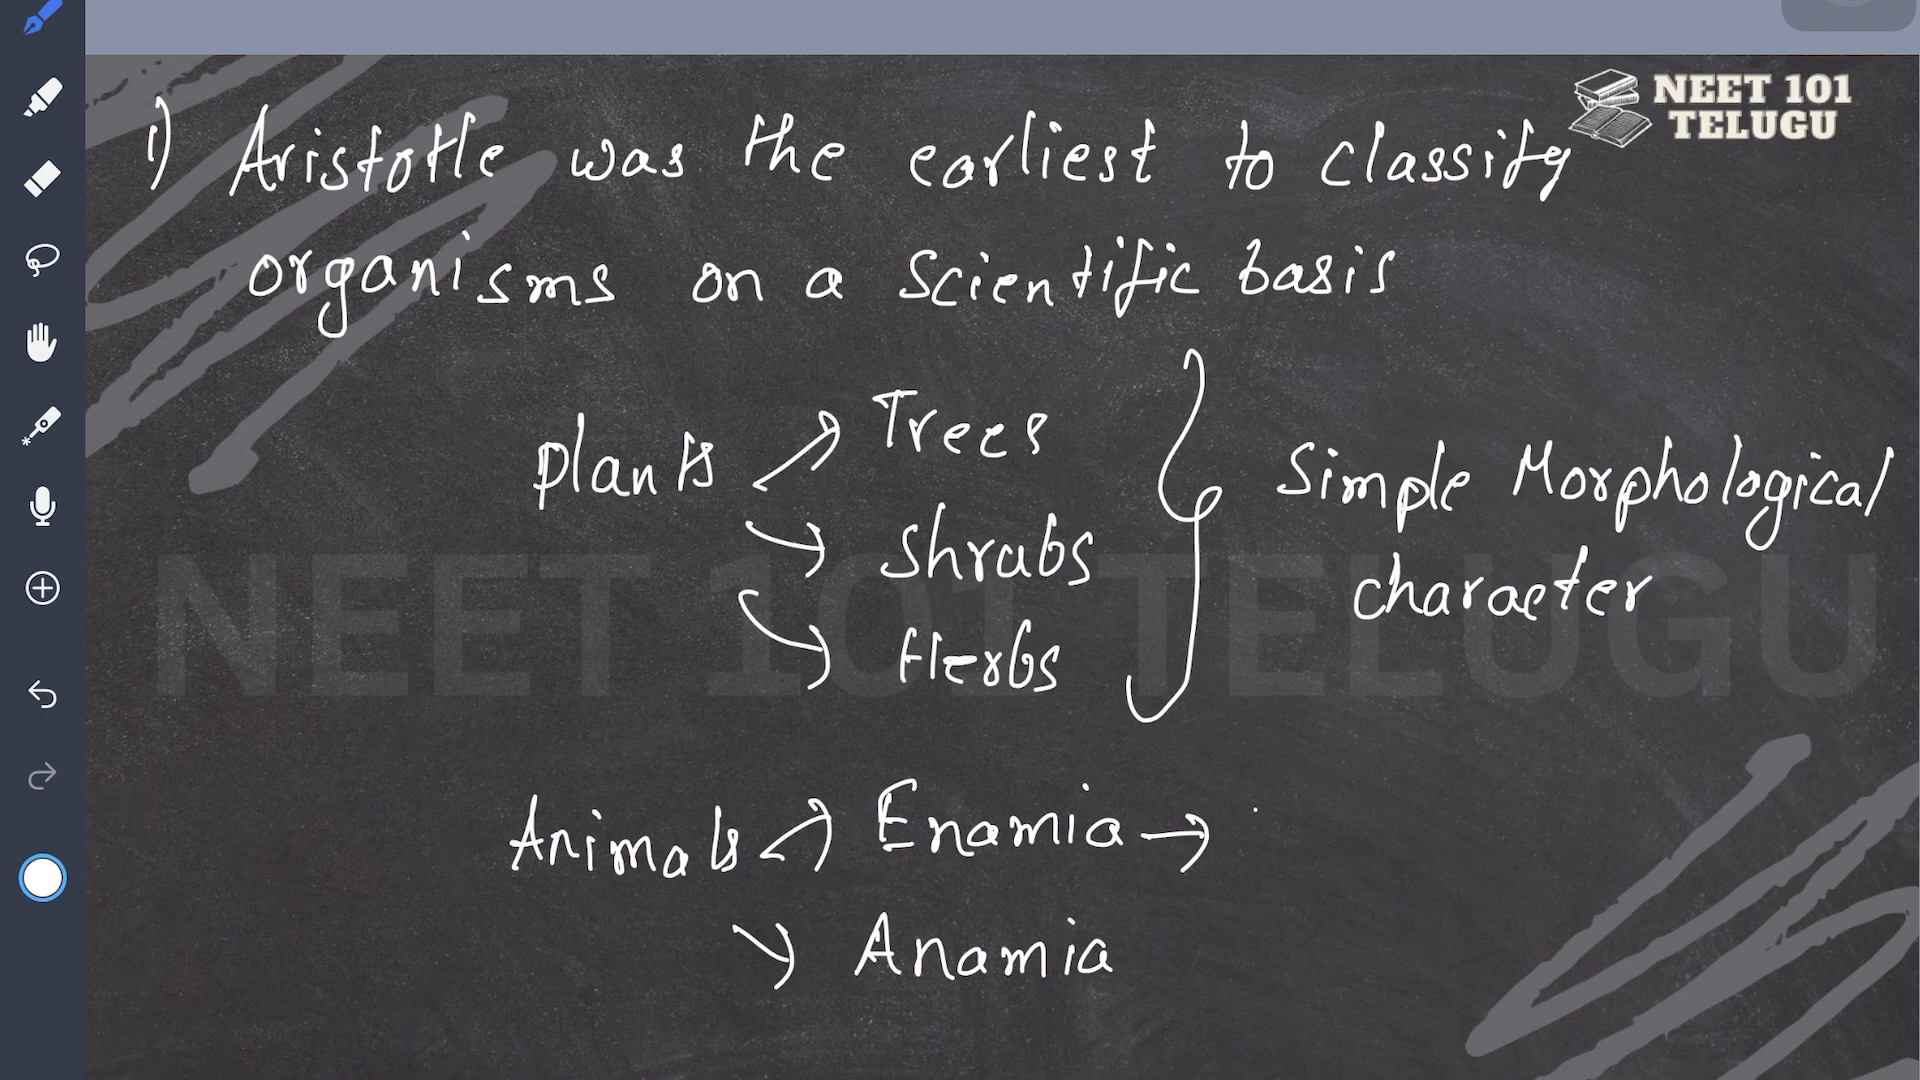 NEET 101
TELUGU
1) Aristotle was the earliest to classify
organisms on a Scientific basis
plants → Trees
→ Shrubs
→ Herbs
Simple Morphological
character
Animals → Enamia →
→ Anamia
NEET 101 TELUGU